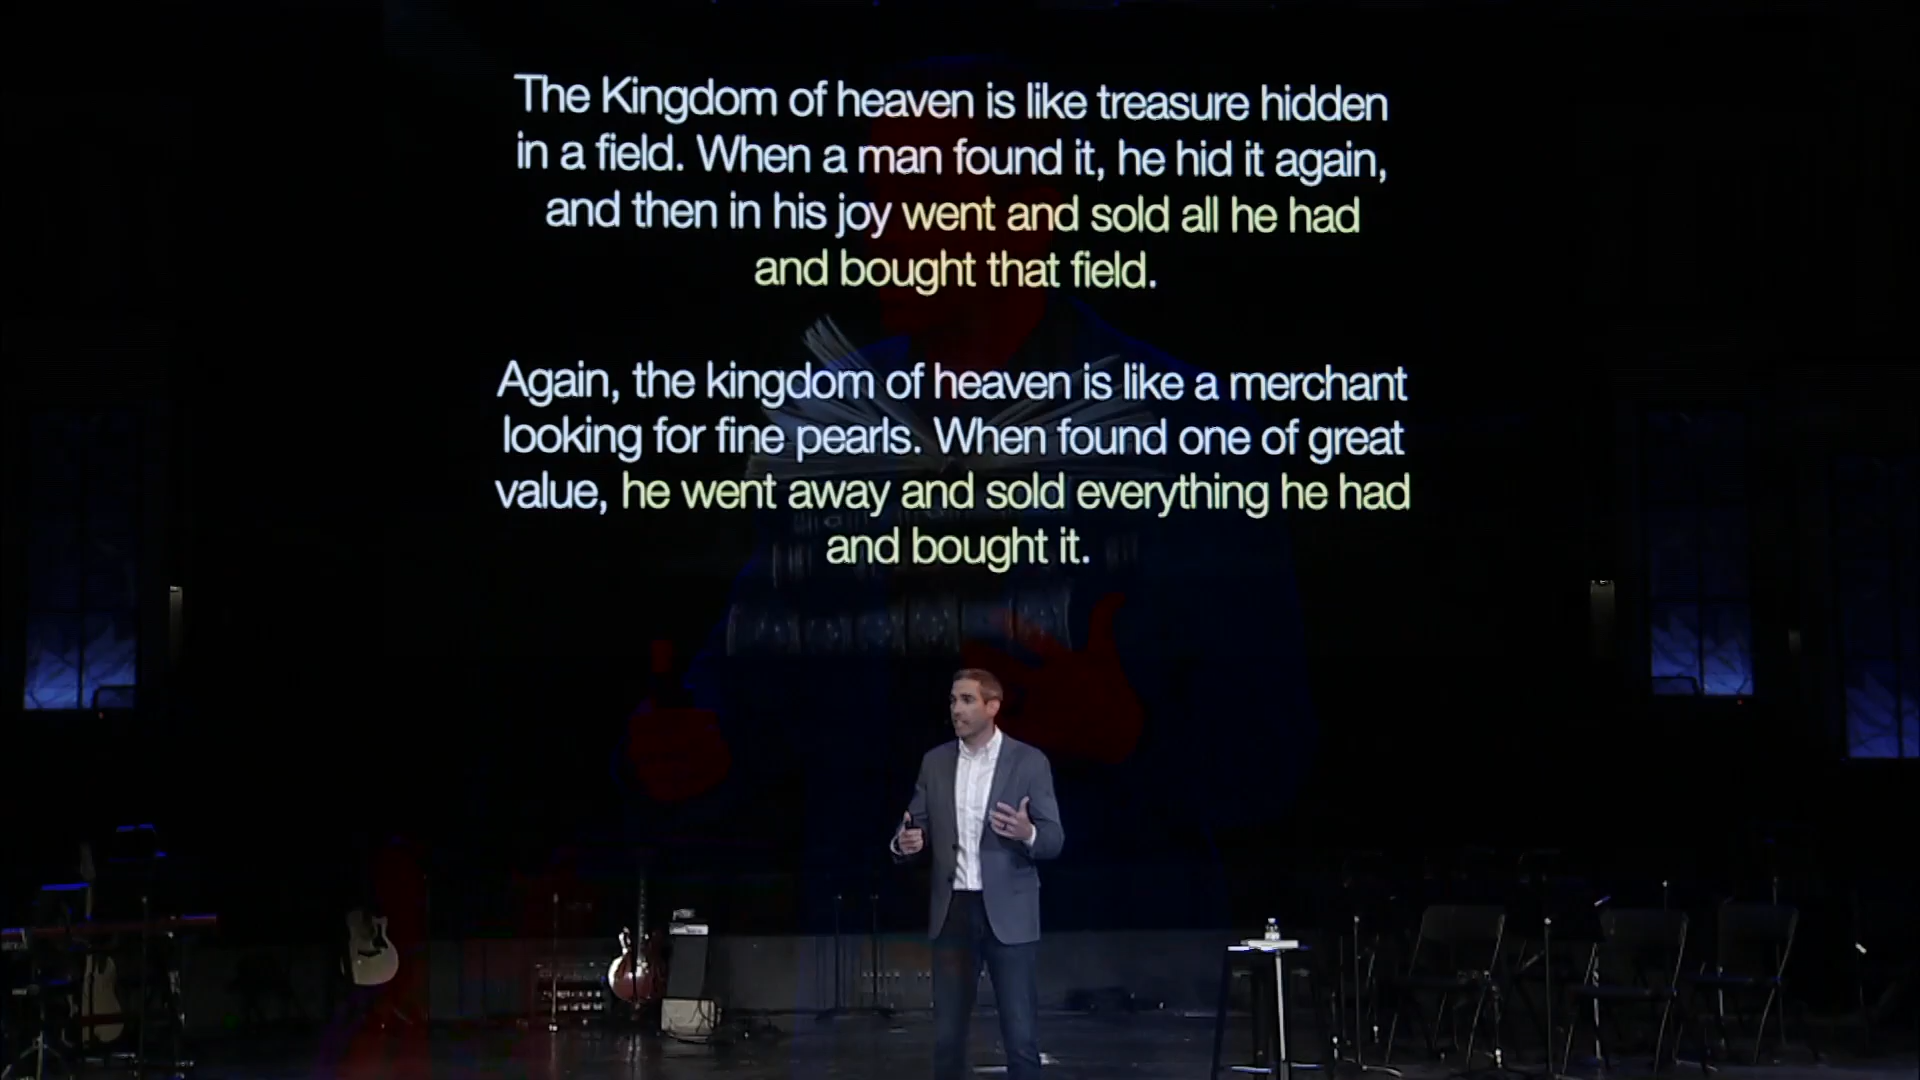 The Kingdom of heaven is like treasure hidden
in a field. When a man found it, he hid it again,
and then in his joy went and sold all he had
and bought that field.
Again, the kingdom of heaven is like a merchant
looking for fine pearls. When found one of great
value, he went away and sold everything he had
and bought it.